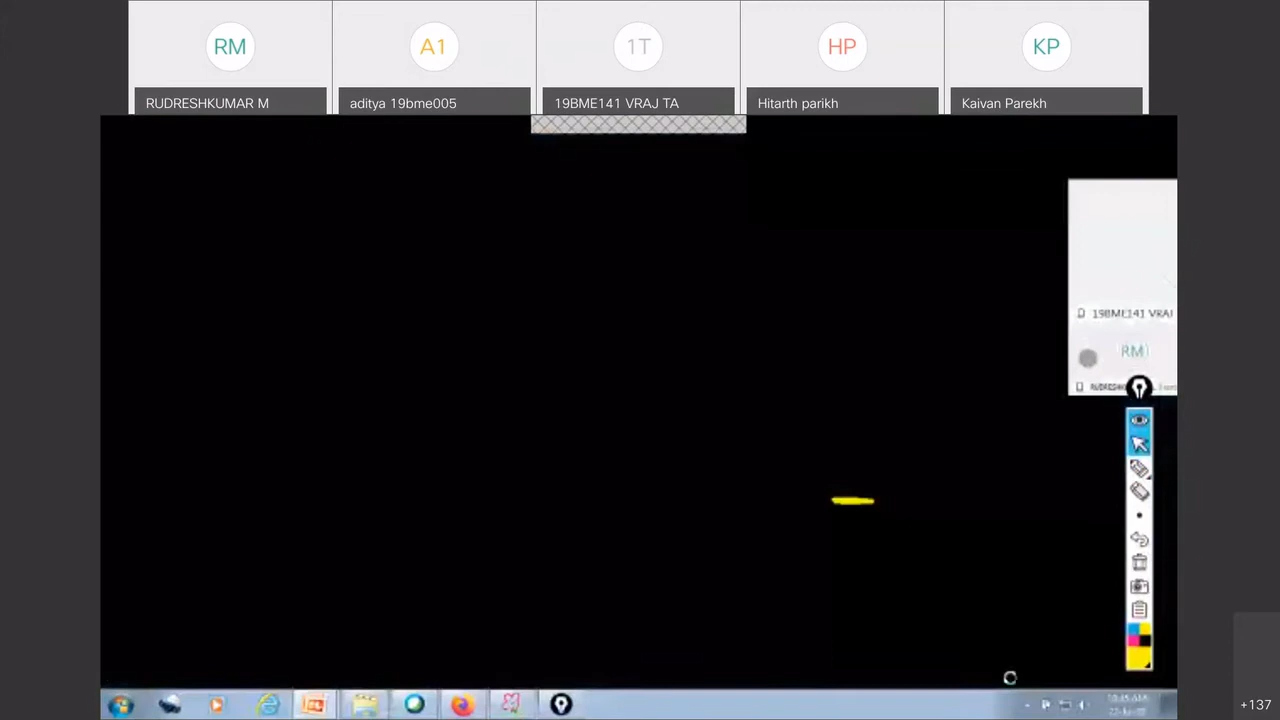 RM
A1
1T
HP
KP
RUDRESHKUMAR M
aditya 19bme005
19BME141 VRAJ TA
Hitarth parikh
Kaivan Parekh
19BME141 VRAJ
RM
+137